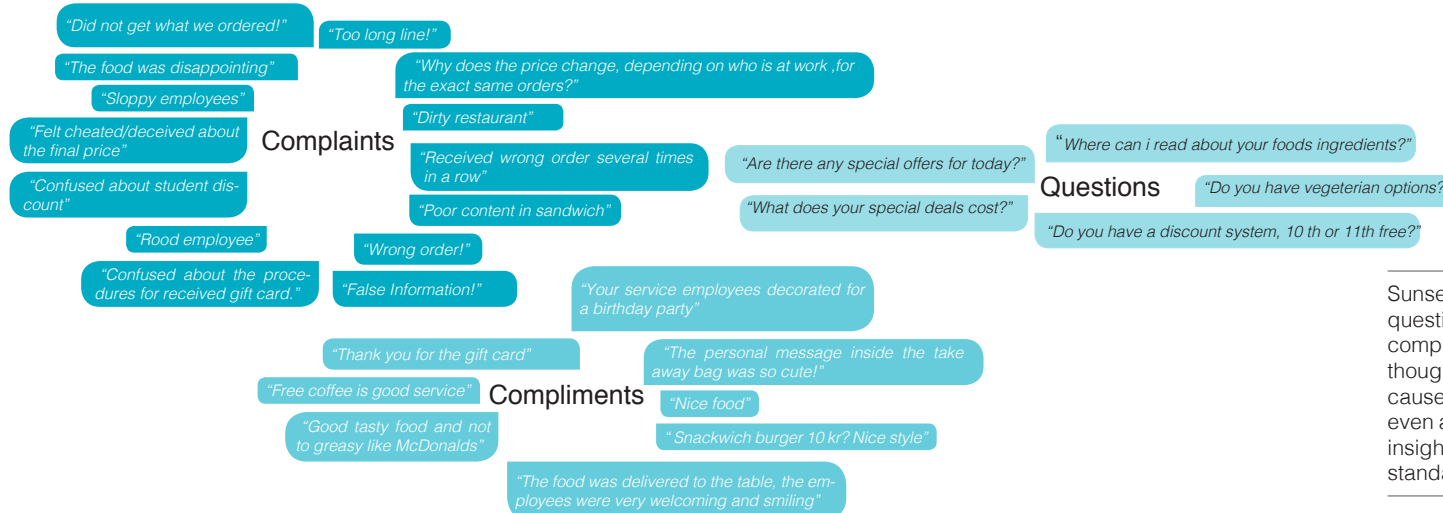 “Did not get what we ordered!”
“Too long line!”
“The food was disappointing”
“Why does the price change, depending on who is at work ,for
the exact same orders?”
“Sloppy employees”
“Dirty restaurant”
“Felt cheated/deceived about
the final price”
Complaints
“Received wrong order several times
in a row”
“Confused about student dis-
count”
“Poor content in sandwich”
“Rood employee”
“Wrong order!”
“Confused about the proce-
dures for received gift card.”
“False Information!”
“Where can i read about your foods ingredients?”
“Are there any special offers for today?”
Questions
“Do you have vegeterian options?
“What does your special deals cost?”
“Do you have a discount system, 10 th or 11th free?”
“Your service employees decorated for
a birthday party”
“Thank you for the gift card”
“The personal message inside the take
away bag was so cute!”
“Free coffee is good service”
Compliments
“Nice food”
“Good tasty food and not
to greasy like McDonalds”
“ Snackwich burger 10 kr? Nice style”
“The food was delivered to the table, the em-
ployees were very welcoming and smiling”
Sunse
questi
comp
thoug
cause
even a
insigh
standa